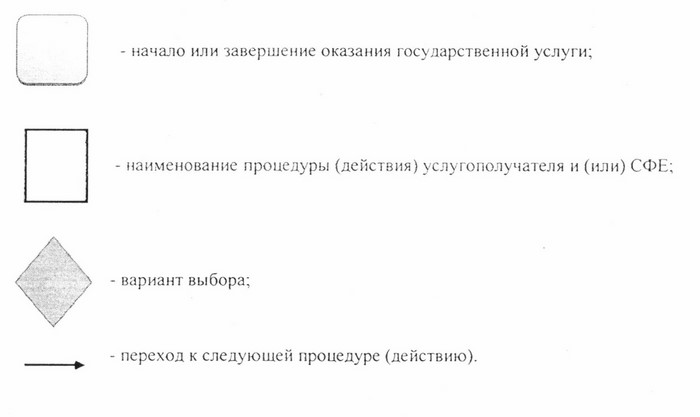 - начало или завершение оказания государственной услуги;
- наименование процедуры (действия) услугополучателя и (или) СФЕ;
- вариант выбора;
- переход к следующей процедуре (действию).